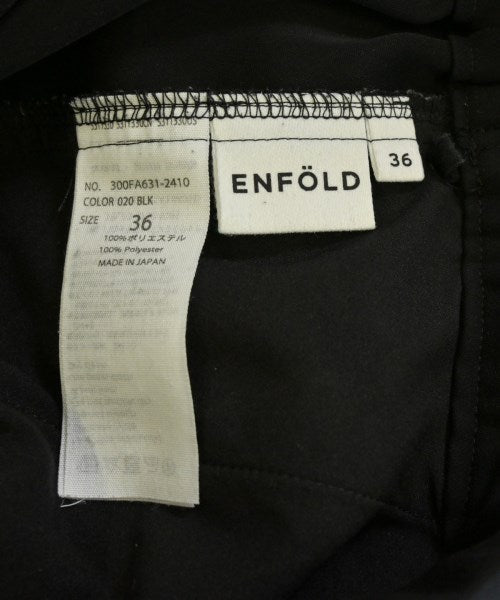 NO. 300FA631-2410
COLOR 020 BLK
SIZE 36
100%ポリエステル
100% Polyester
MADE IN JAPAN
ENFÖLD
36